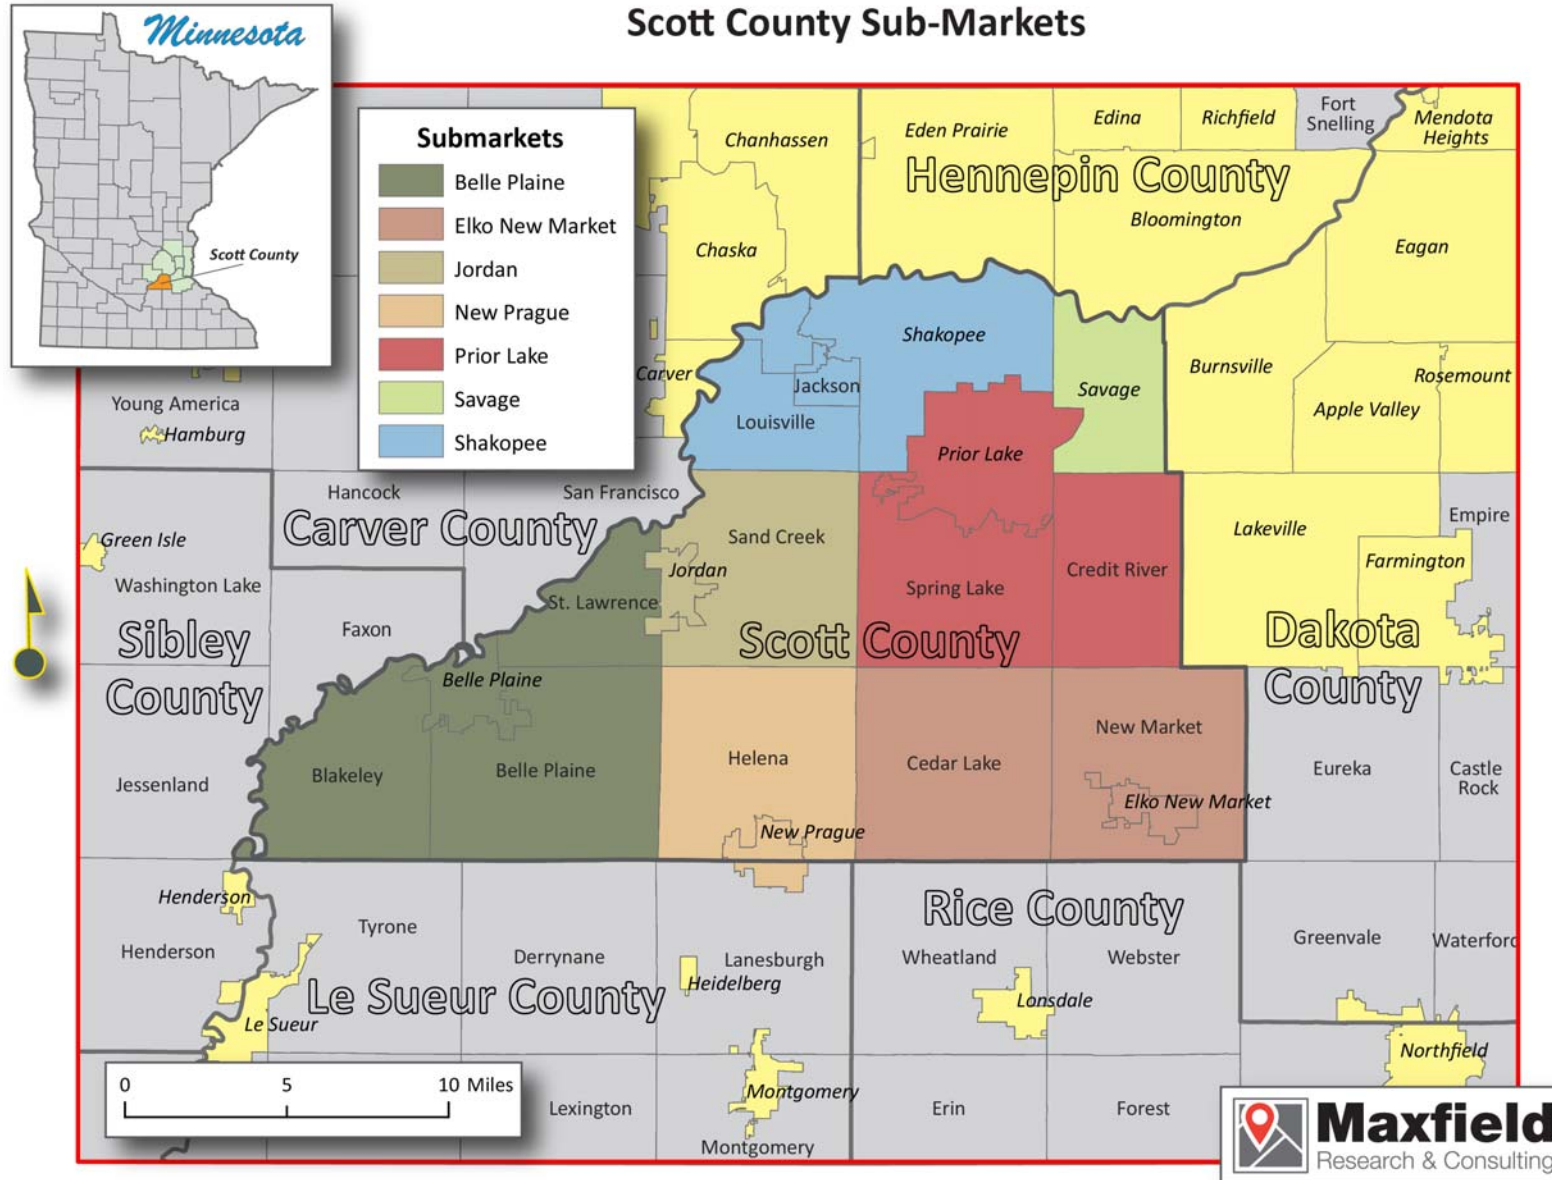 Scott County Sub-Markets
Minnesota
Scott County
Submarkets
Belle Plaine
Elko New Market
Jordan
New Prague
Prior Lake
Savage
Shakopee
Chanhassen
Eden Prairie
Edina
Richfield
Fort
Snelling
Mendota
Heights
Hennepin County
Bloomington
Chaska
Eagan
Shakopee
Carver
Jackson
Louisville
Savage
Burnsville
Rosemount
Apple Valley
Young America
Hamburg
Prior Lake
Hancock
San Francisco
Carver County
Green Isle
Washington Lake
Sand Creek
Jordan
Lakeville
Empire
Farmington
Credit River
Spring Lake
St. Lawrence
Faxon
Sibley
County
Scott County
Dakota
County
Belle Plaine
New Market
Helena
Cedar Lake
Blakeley
Belle Plaine
Jessenland
Eureka
Castle
Rock
Elko New Market
New Prague
Henderson
Tyrone
Rice County
Henderson
Derrynane
Lanesburgh
Wheatland
Webster
Greenvale
Waterford
Heidelberg
Le Sueur County
Lonsdale
Le Sueur
Northfield
0 5 10 Miles
Montgomery
Lexington
Erin
Forest
Montgomery
Maxfield
Research & Consulting